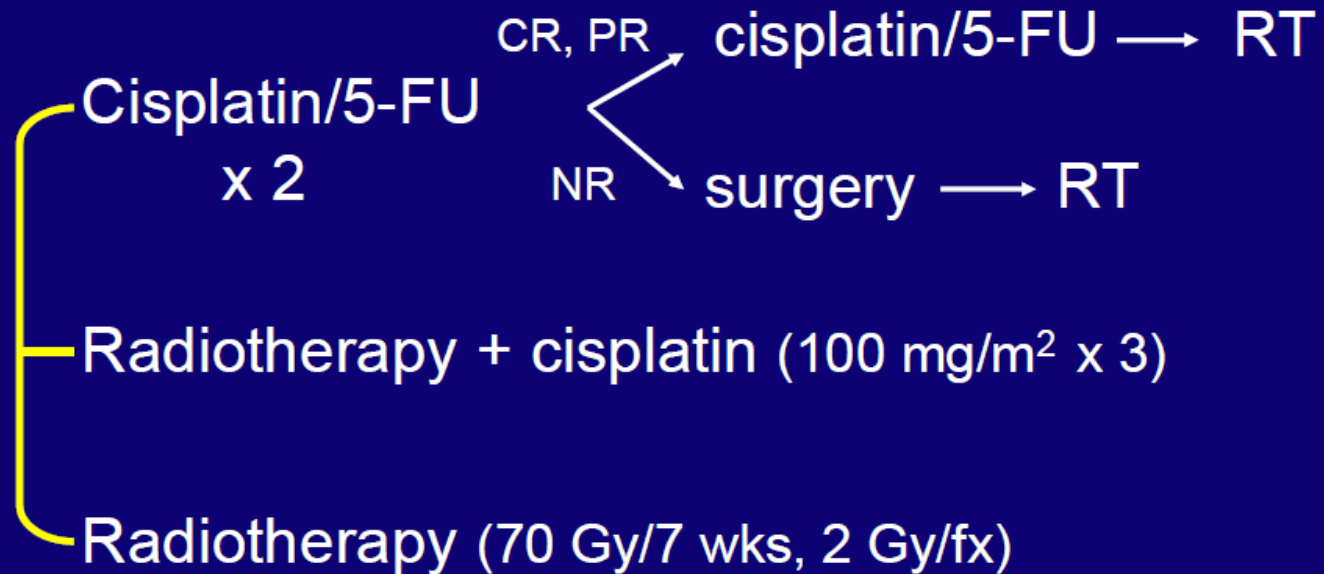 CR, PR cisplatin/5-FU → RT
Cisplatin/5-FU
x 2 NR surgery → RT
Radiotherapy + cisplatin (100 mg/m² x 3)
Radiotherapy (70 Gy/7 wks, 2 Gy/fx)